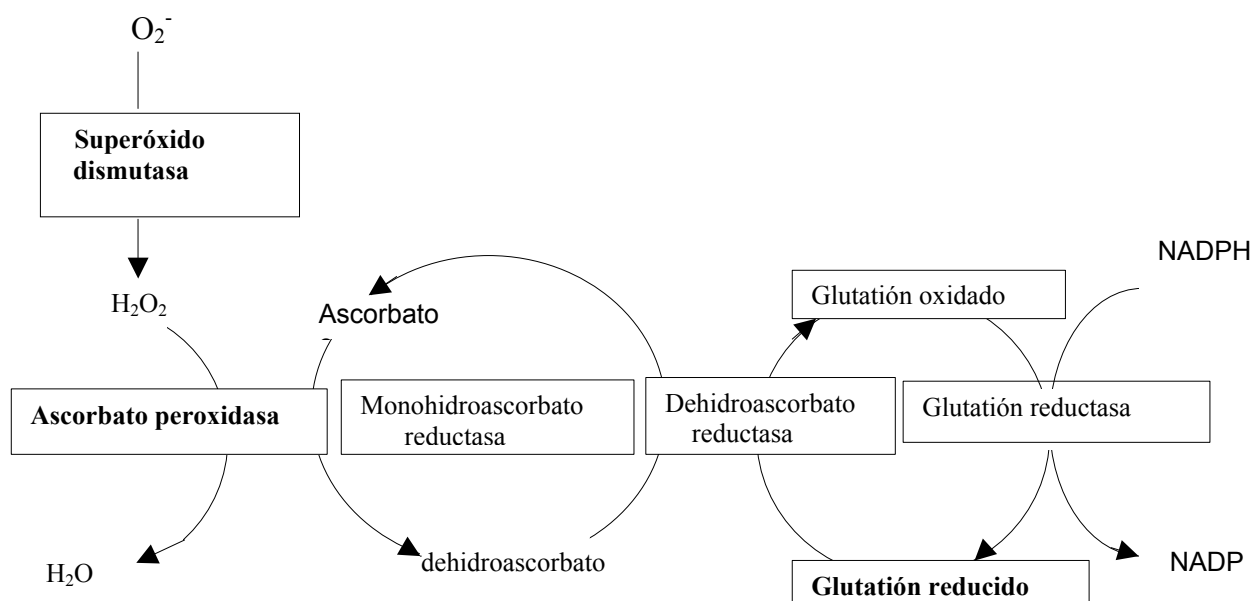 O₂⁻
Superóxido
dismutasa
NADPH
H₂O₂
Ascorbato
Glutatión oxidado
Ascorbato peroxidasa
Monohidroascorbato
reductasa
Dehidroascorbato
reductasa
Glutatión reductasa
H₂O
dehidroascorbato
Glutatión reducido
NADP